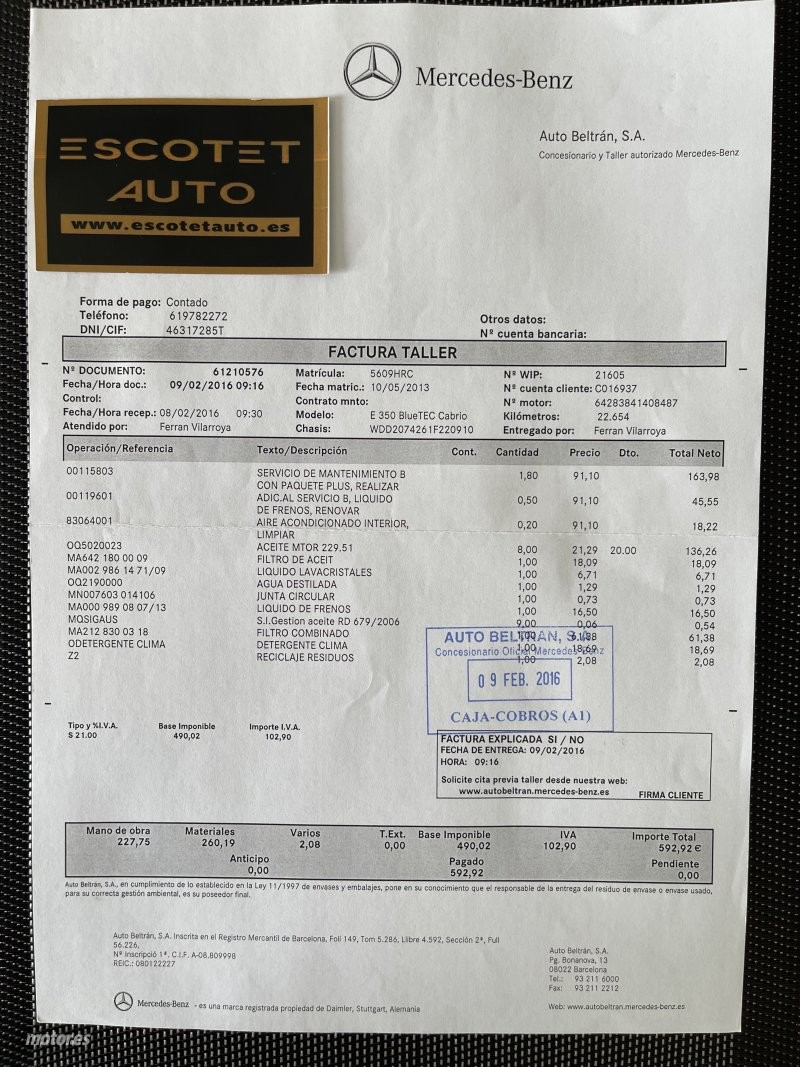 Mercedes-Benz
ESCOTET
AUTO
www.escotetauto.es
Auto Beltrán, S.A.
Concesionario y Taller autorizado Mercedes-Benz
Forma de pago: Contado
Teléfono: 619782272
DNI/CIF: 46317285T
Otros datos:
Nº cuenta bancaria:
FACTURA TALLER
Nº DOCUMENTO: 61210576 Matrícula: 5609HRC Nº WIP: 21605
Fecha/Hora doc.: 09/02/2016 09:16 Fecha matric.: 10/05/2013 Nº cuenta cliente: C016937
Control: Contrato mnto: Nº motor: 64283841408487
Fecha/Hora recep.: 08/02/2016 09:30 Modelo: E 350 BlueTEC Cabrio Kilómetros: 22.654
Atendido por: Ferran Vilarroya Chasis: WDD2074261F220910 Entregado por: Ferran Vilarroya
Operación/Referencia Texto/Descripción Cont. Cantidad Precio Dto. Total Neto
00115803 SERVICIO DE MANTENIMIENTO B 1,80 91,10 163,98
CON PAQUETE PLUS, REALIZAR
00119601 ADIC.AL SERVICIO B, LIQUIDO 0,50 91,10 45,55
DE FRENOS, RENOVAR
83064001 AIRE ACONDICIONADO INTERIOR, 0,20 91,10 18,22
LIMPIAR
OQ5020023 ACEITE MTOR 229.51 8,00 21,29 20.00 136,26
MA642 180 00 09 FILTRO DE ACEIT 1,00 18,09 18,09
MA002 986 14 71/09 LIQUIDO LAVACRISTALES 1,00 6,71 6,71
OQ2190000 AGUA DESTILADA 1,00 1,29 1,29
MN007603 014106 JUNTA CIRCULAR 1,00 0,73 0,73
MA000 989 08 07/13 LIQUIDO DE FRENOS 1,00 16,50 16,50
MQSIGAUS S.I.Gestion aceite RD 679/2006 9,00 0,06 0,54
MA212 830 03 18 FILTRO COMBINADO 1,00 61,38 61,38
ODETERGENTE CLIMA DETERGENTE CLIMA 1,00 18,69 18,69
Z2 RECICLAJE RESIDUOS 1,00 2,08 2,08
AUTO BELTRÁN, S.A.
Concesionario Oficial Mercedes-Benz
09 FEB. 2016
CAJA-COBROS (A1)
Tipo y %I.V.A. Base Imponible Importe I.V.A.
S 21.00 490,02 102,90
FACTURA EXPLICADA SI / NO
FECHA DE ENTREGA: 09/02/2016
HORA: 09:16
Solicite cita previa taller desde nuestra web:
www.autobeltran.mercedes-benz.es
FIRMA CLIENTE
Mano de obra Materiales Varios T.Ext. Base Imponible IVA Importe Total
227,75 260,19 2,08 0,00 490,02 102,90 592,92 €
Anticipo Pagado Pendiente
0,00 592,92 0,00
Auto Beltrán, S.A., en cumplimiento de lo establecido en la Ley 11/1997 de envases y embalajes, pone en su conocimiento que el responsable de la entrega del residuo de envase o envase usado,
para su correcta gestión ambiental, es su poseedor final.
Auto Beltrán, S.A. Inscrita en el Registro Mercantil de Barcelona, Foli 149, Tom 5.286, Llibre 4.592, Sección 2ª, Full
56.226,
Nº Inscripció 1ª. C.I.F. A-08.809998
REIC.: 080122227
Auto Beltrán, S.A.
Pg. Bonanova, 13
08022 Barcelona
Tel.: 93 211 6000
Fax: 93 211 2212
Web: www.autobeltran.mercedes-benz.es
Mercedes-Benz - es una marca registrada propiedad de Daimler, Stuttgart, Alemania
motor.es